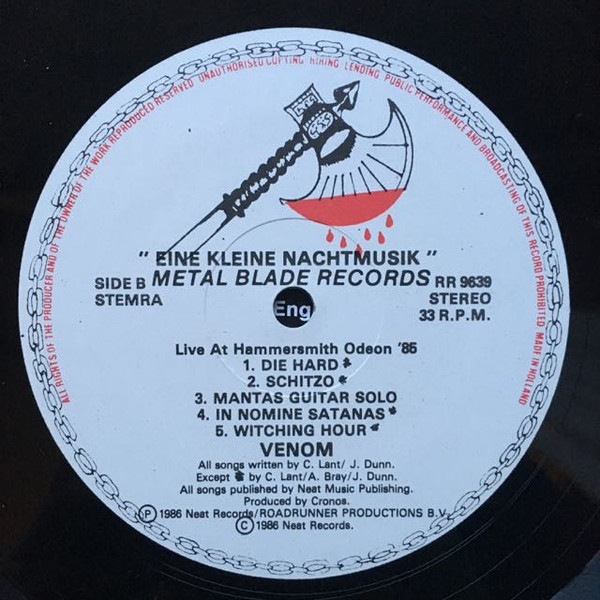 ALL RIGHTS OF THE PRODUCER AND OF THE OWNER OF THE WORK REPRODUCED RESERVED UNAUTHORISED COPYING HIRING LENDING PUBLIC PERFORMANCE AND BROADCASTING OF THIS RECORD PROHIBITED MADE IN HOLLAND
" EINE KLEINE NACHTMUSIK "
SIDE B METAL BLADE RECORDS RR 9639
STEMRA STEREO
Eng 33 R.P.M.
Live At Hammersmith Odeon '85
1. DIE HARD
2. SCHITZO
3. MANTAS GUITAR SOLO
4. IN NOMINE SATANAS
5. WITCHING HOUR
VENOM
All songs written by C. Lant/ J. Dunn.
Except by C. Lant/A. Bray/J. Dunn.
All songs published by Neat Music Publishing.
Produced by Cronos.
Ⓟ 1986 Neat Records/ROADRUNNER PRODUCTIONS B.V.
© 1986 Neat Records.